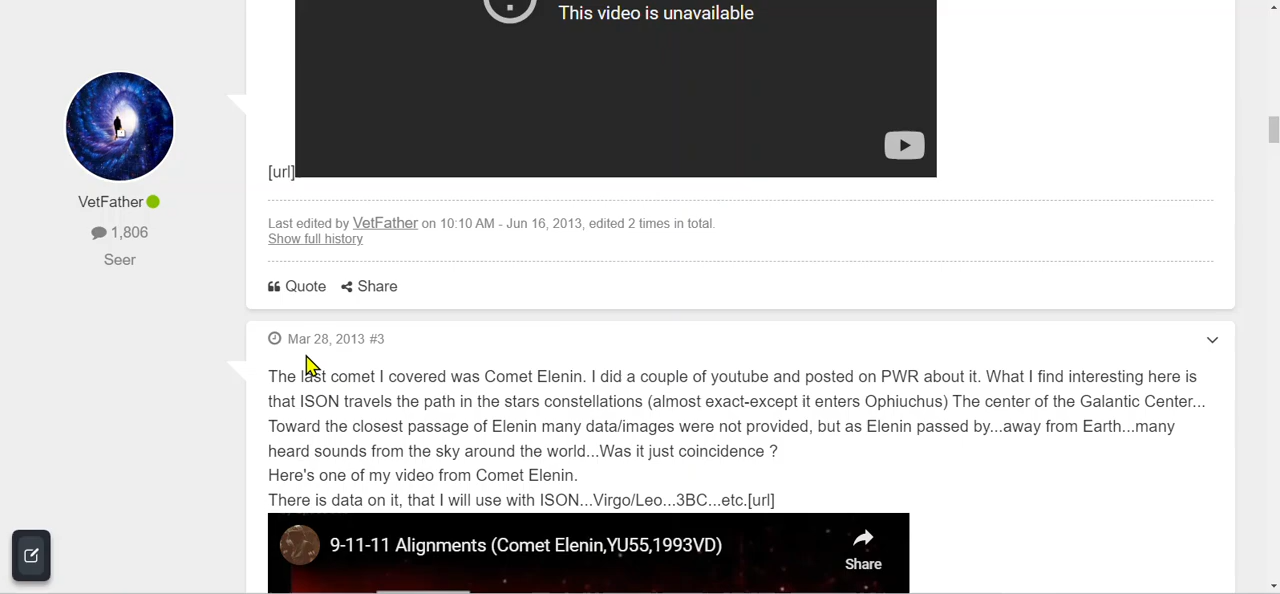 This video is unavailable
[url]
VetFather
1,806
Seer
Last edited by VetFather on 10:10 AM - Jun 16, 2013, edited 2 times in total.
Show full history
Quote Share
Mar 28, 2013 #3
The last comet I covered was Comet Elenin. I did a couple of youtube and posted on PWR about it. What I find interesting here is
that ISON travels the path in the stars constellations (almost exact-except it enters Ophiuchus) The center of the Galantic Center...
Toward the closest passage of Elenin many data/images were not provided, but as Elenin passed by...away from Earth...many
heard sounds from the sky around the world...Was it just coincidence ?
Here's one of my video from Comet Elenin.
There is data on it, that I will use with ISON...Virgo/Leo...3BC...etc.[url]
9-11-11 Alignments (Comet Elenin,YU55,1993VD)
Share